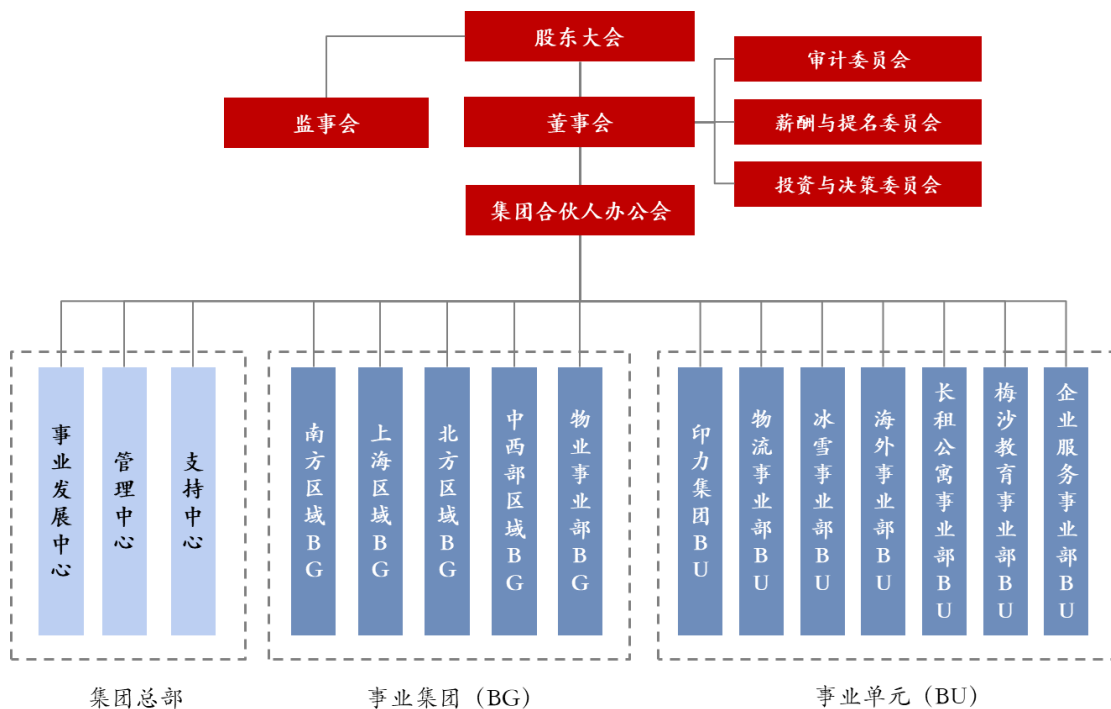 股东大会
审计委员会
监事会
董事会
薪酬与提名委员会
投资与决策委员会
集团合伙人办公会
事业发展中心
管理中心
支持中心
南方区域BG
上海区域BG
北方区域BG
中西部区域BG
物业事业部BG
印力集团BU
物流事业部BU
冰雪事业部BU
海外事业部BU
长租公寓事业部BU
梅沙教育事业部BU
企业服务事业部BU
集团总部
事业集团（BG）
事业单元（BU）